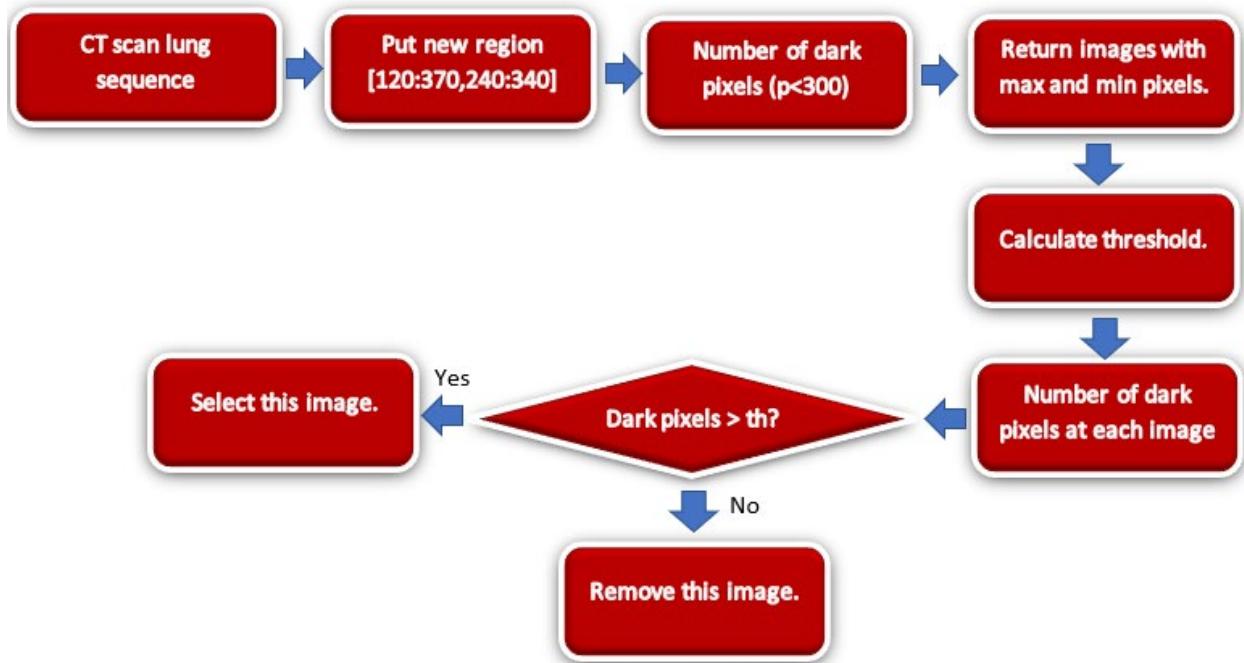 CT scan lung
sequence
Put new region
[120:370,240:340]
Number of dark
pixels (p<300)
Return images with
max and min pixels.
Calculate threshold.
Number of dark
pixels at each image
Dark pixels > th?
Yes
Select this image.
No
Remove this image.